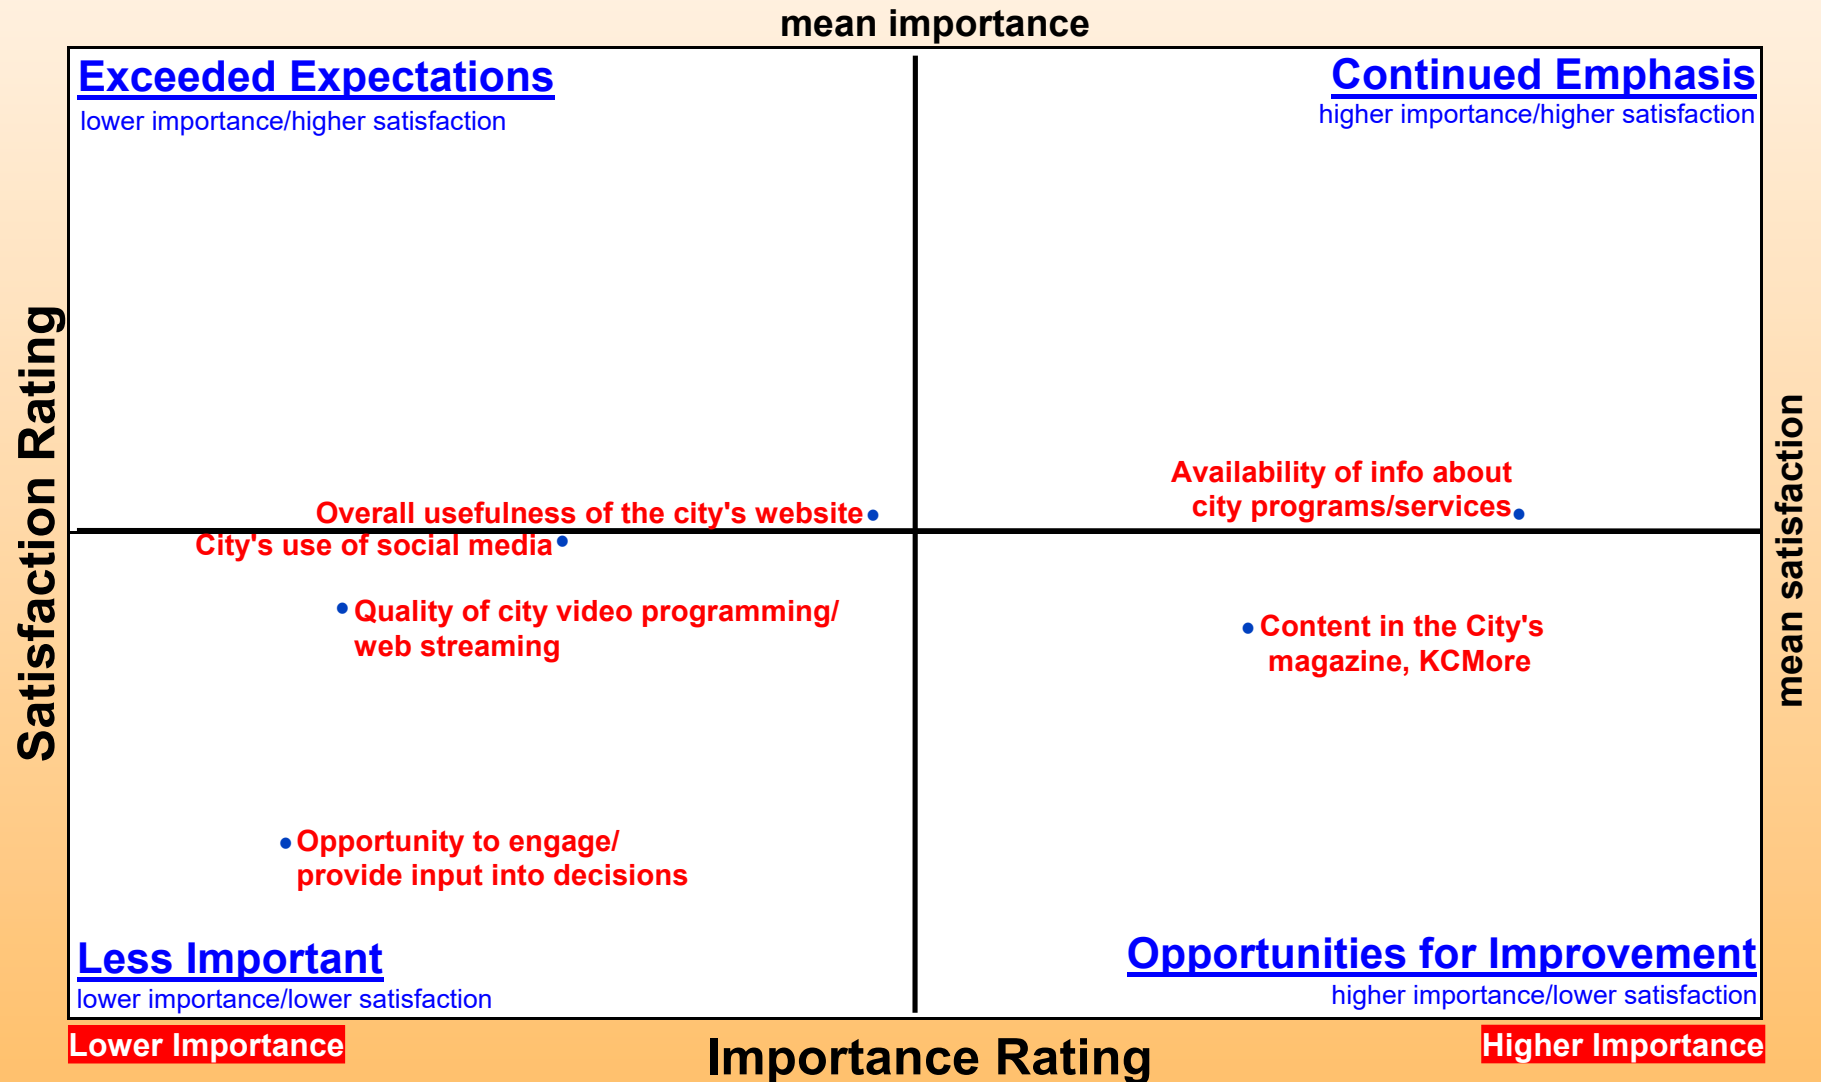 mean importance
Exceeded Expectations
lower importance/higher satisfaction
Continued Emphasis
higher importance/higher satisfaction
Satisfaction Rating
mean satisfaction
Availability of info about
city programs/services
Overall usefulness of the city's website
City's use of social media
Quality of city video programming/
web streaming
Content in the City's
magazine, KCMore
Opportunity to engage/
provide input into decisions
Less Important
lower importance/lower satisfaction
Opportunities for Improvement
higher importance/lower satisfaction
Lower Importance
Importance Rating
Higher Importance